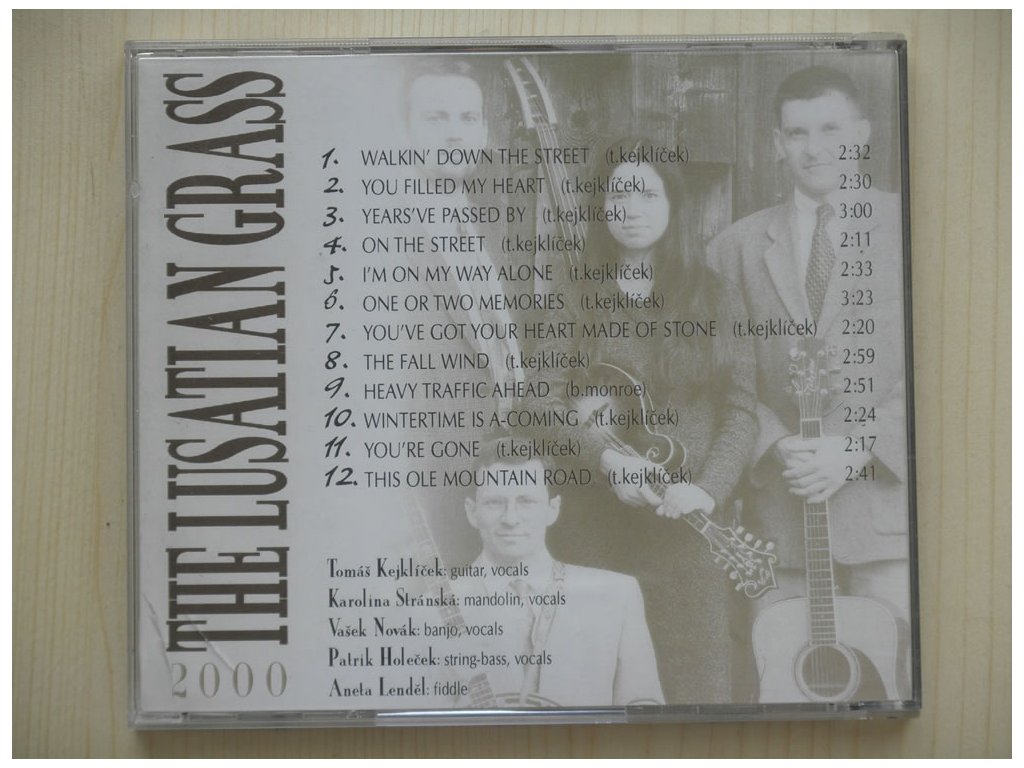 THE LUSATIAN GRASS
2000
1. WALKIN' DOWN THE STREET (t.kejklíček) 2:32
2. YOU FILLED MY HEART (t.kejklíček) 2:30
3. YEARS'VE PASSED BY (t.kejklíček) 3:00
4. ON THE STREET (t.kejklíček) 2:11
5. I'M ON MY WAY ALONE (t.kejklíček) 2:33
6. ONE OR TWO MEMORIES (t.kejklíček) 3:23
7. YOU'VE GOT YOUR HEART MADE OF STONE (t.kejklíček) 2:20
8. THE FALL WIND (t.kejklíček) 2:59
9. HEAVY TRAFFIC AHEAD (b.monroe) 2:51
10. WINTERTIME IS A-COMING (t.kejklíček) 2:24
11. YOU'RE GONE (t.kejklíček) 2:17
12. THIS OLE MOUNTAIN ROAD (t.kejklíček) 2:41
Tomáš Kejklíček: guitar, vocals
Karolina Stránská: mandolin, vocals
Vašek Novák: banjo, vocals
Patrik Holeček: string-bass, vocals
Aneta Lenděl: fiddle